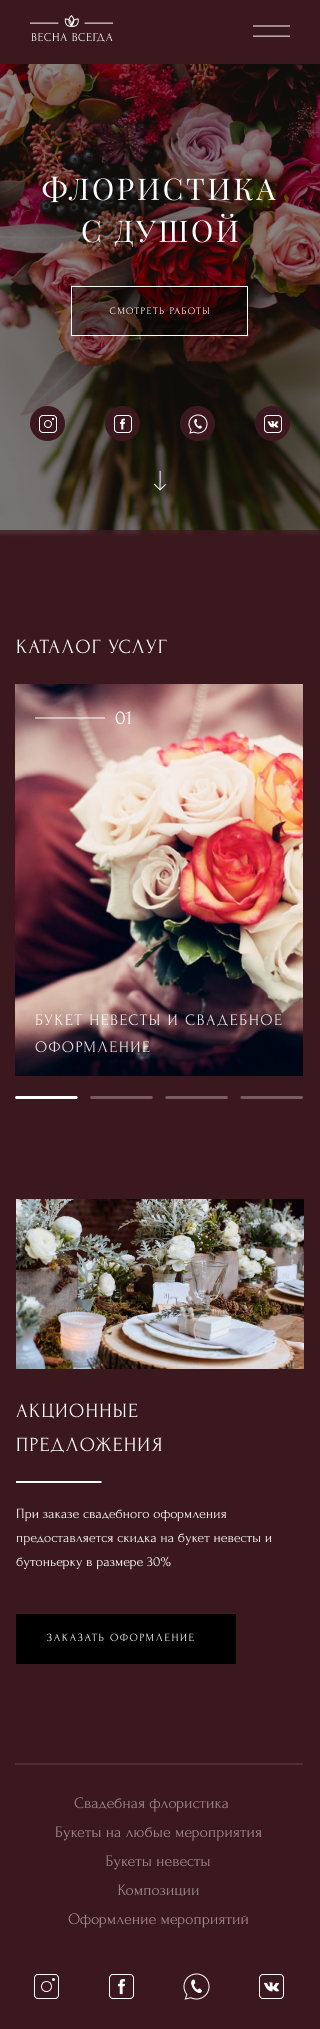 ВЕСНА ВСЕГДА
ФЛОРИСТИКА
С ДУШОЙ
СМОТРЕТЬ РАБОТЫ
КАТАЛОГ УСЛУГ
01
БУКЕТ НЕВЕСТЫ И СВАДЕБНОЕ
ОФОРМЛЕНИЕ
АКЦИОННЫЕ
ПРЕДЛОЖЕНИЯ
При заказе свадебного оформления
предоставляется скидка на букет невесты и
бутоньерку в размере 30%
ЗАКАЗАТЬ ОФОРМЛЕНИЕ
Свадебная флористика
Букеты на любые мероприятия
Букеты невесты
Композиции
Оформление мероприятий